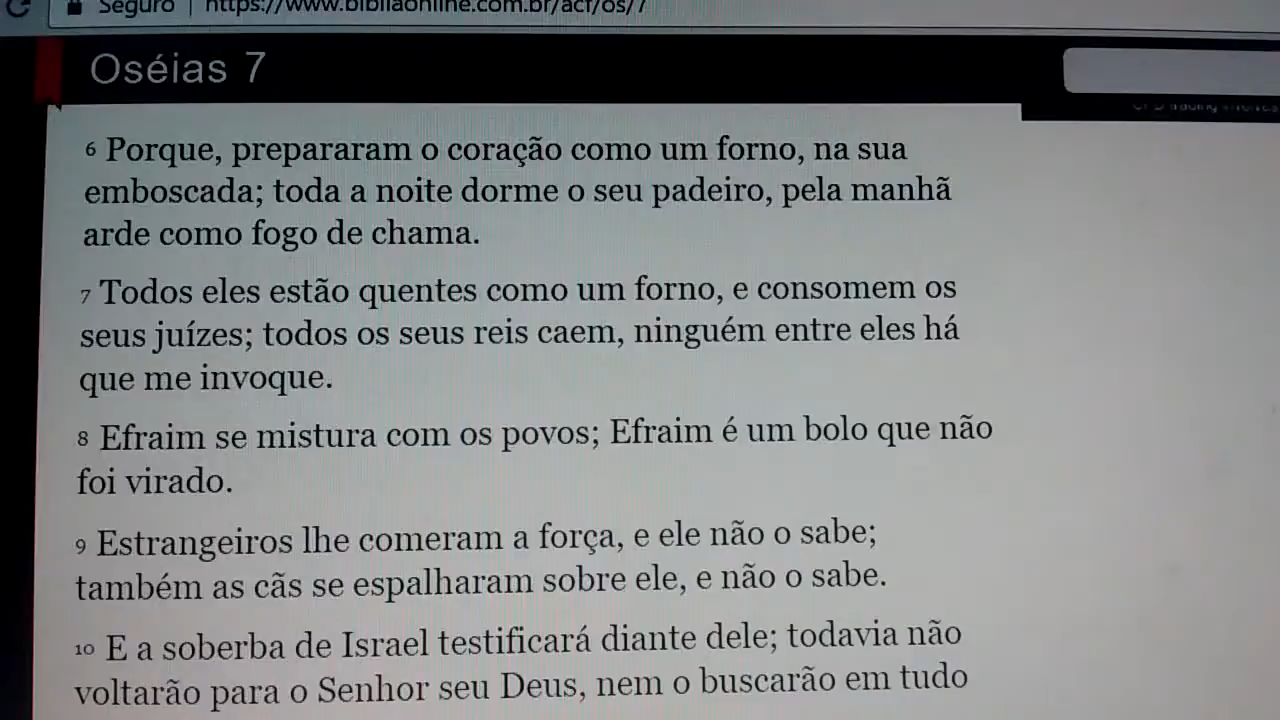 Seguro | https://www.bibliaonline.com.br/acf/os/7
Oséias 7
6 Porque, prepararam o coração como um forno, na sua
emboscada; toda a noite dorme o seu padeiro, pela manhã
arde como fogo de chama.
7 Todos eles estão quentes como um forno, e consomem os
seus juízes; todos os seus reis caem, ninguém entre eles há
que me invoque.
8 Efraim se mistura com os povos; Efraim é um bolo que não
foi virado.
9 Estrangeiros lhe comeram a força, e ele não o sabe;
também as cãs se espalharam sobre ele, e não o sabe.
10 E a soberba de Israel testificará diante dele; todavia não
voltarão para o Senhor seu Deus, nem o buscarão em tudo